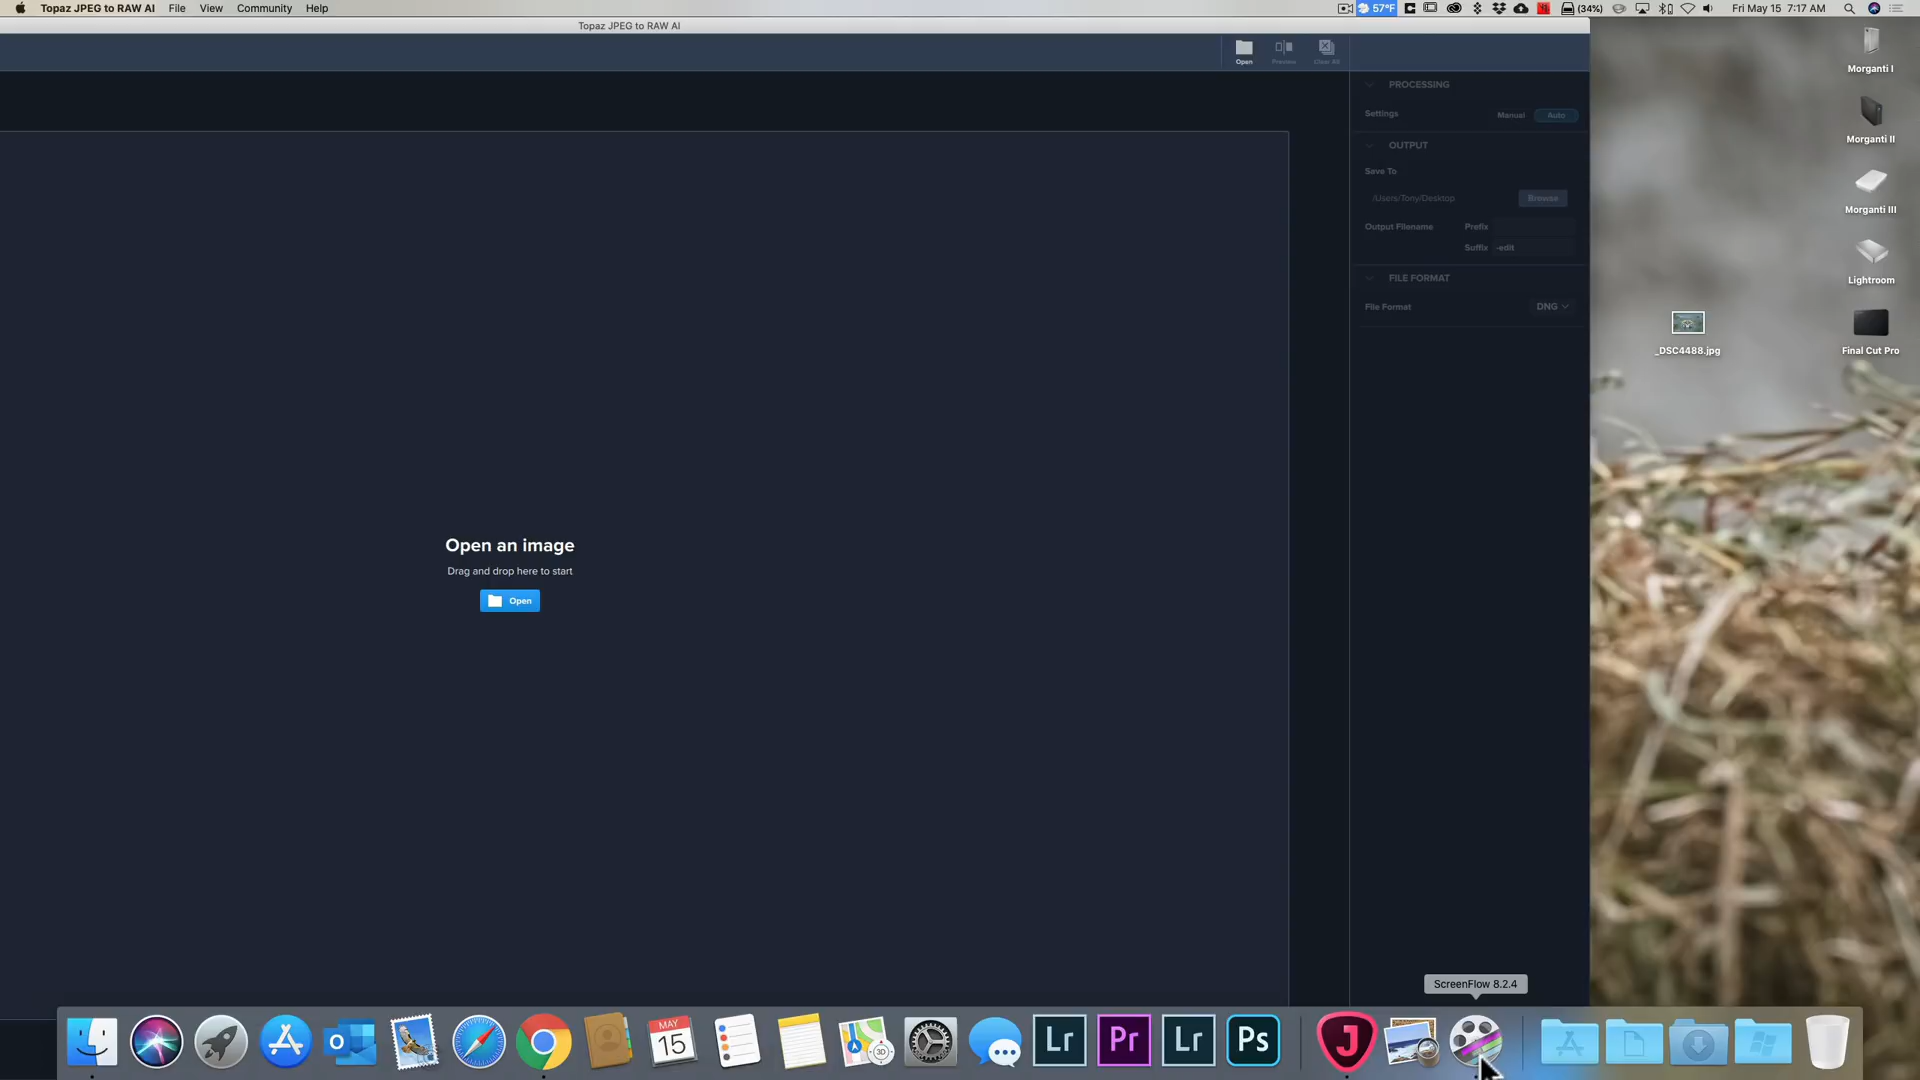 Topaz JPEG to RAW AI File View Community Help
57°F (34%) Fri May 15 7:17 AM
Topaz JPEG to RAW AI
Open Preview Clear All
PROCESSING
Settings Manual Auto
OUTPUT
Save To
/Users/Tony/Desktop Browse
Output Filename Prefix
Suffix -edit
FILE FORMAT
File Format DNG
Morganti I
Morganti II
Morganti III
Lightroom
_DSC4488.jpg
Final Cut Pro
Open an image
Drag and drop here to start
Open
ScreenFlow 8.2.4
MAY
15
3D
Lr
Pr
Lr
Ps
J